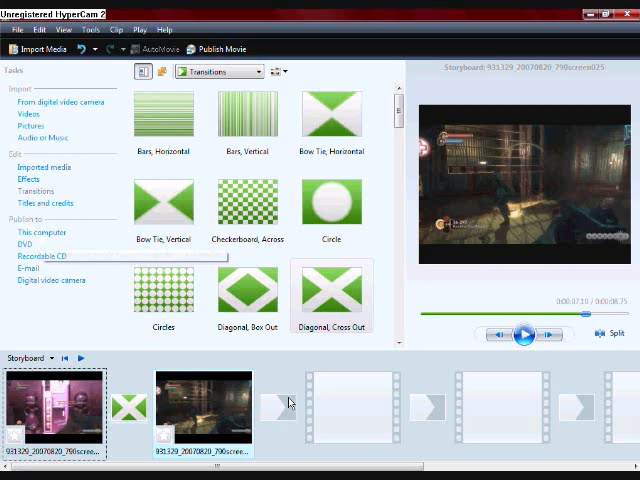 Unregistered HyperCam 2
File Edit View Tools Clip Play Help
Import Media AutoMovie Publish Movie
Tasks
Transitions
Storyboard: 931329_20070820_790screen025
Import
From digital video camera
Videos
Pictures
Audio or Music
Edit
Imported media
Effects
Transitions
Titles and credits
Publish to
This computer
DVD
Recordable CD
E-mail
Digital video camera
Bars, Horizontal
Bars, Vertical
Bow Tie, Horizontal
Bow Tie, Vertical
Checkerboard, Across
Circle
Circles
Diagonal, Box Out
Diagonal, Cross Out
0:00:07.10 / 0:00:08.75
Split
Storyboard
931329_20070820_790scree...
931329_20070820_790scree...